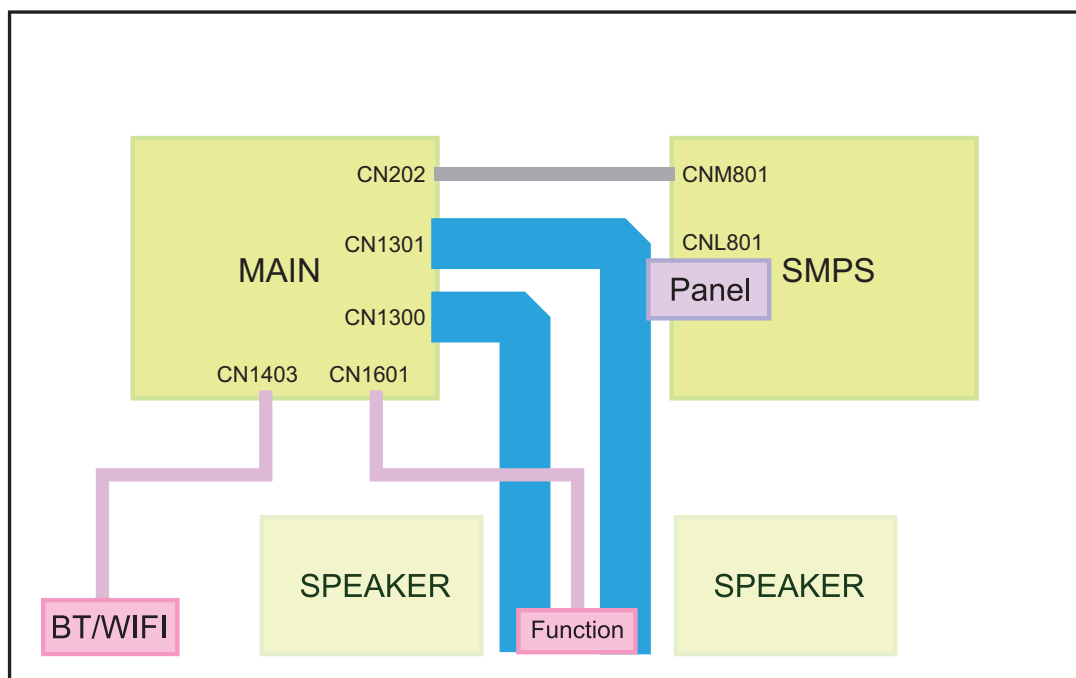 CN202
CNM801
CN1301
CNL801
MAIN
SMPS
Panel
CN1300
CN1403
CN1601
SPEAKER
SPEAKER
BT/WIFI
Function